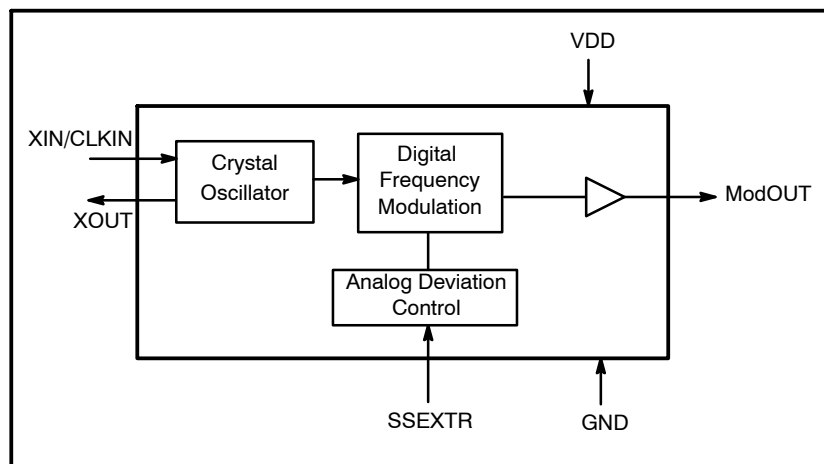 VDD
XIN/CLKIN
Crystal
Oscillator
XOUT
Digital
Frequency
Modulation
ModOUT
Analog Deviation
Control
SSEXTR
GND